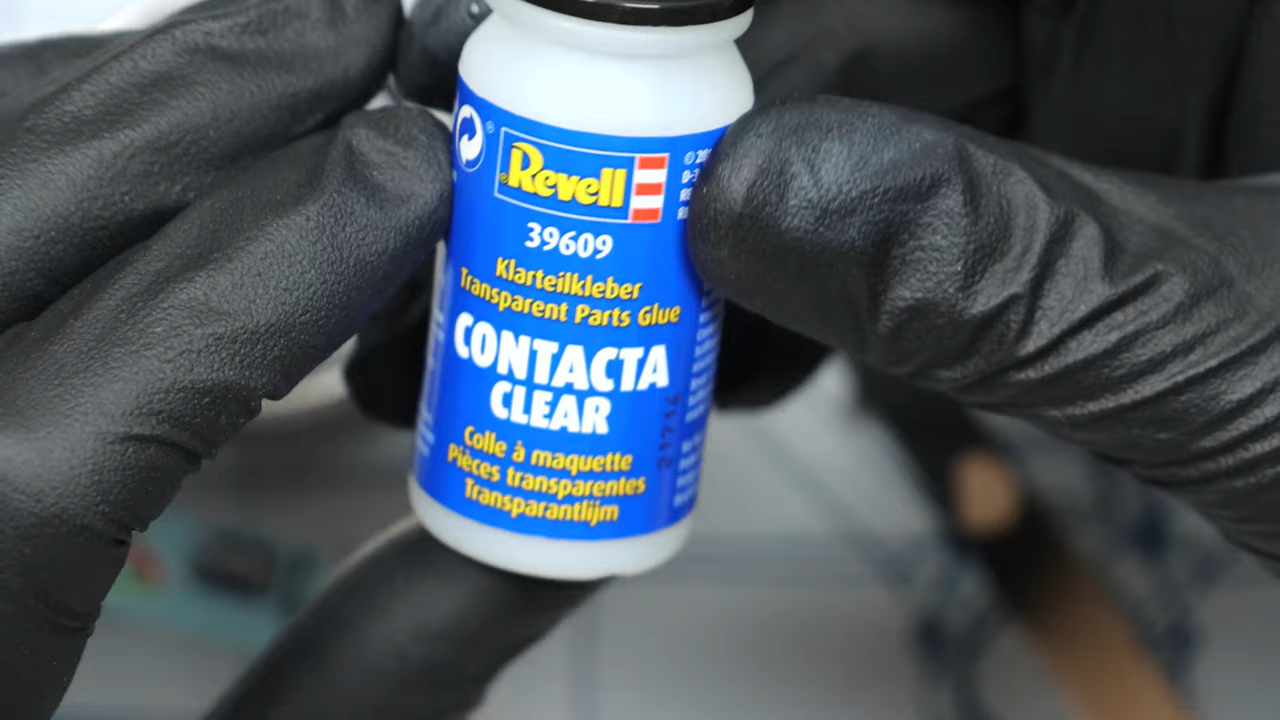 Revell
39609
Klarteilkleber
Transparent Parts Glue
CONTACTA
CLEAR
Colle à maquette
Pièces transparentes
Transparantlijm